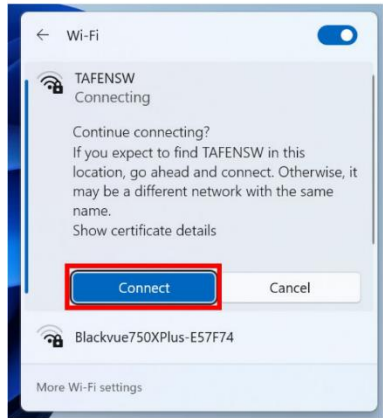 Wi-Fi
TAFENSW
Connecting
Continue connecting?
If you expect to find TAFENSW in this
location, go ahead and connect. Otherwise, it
may be a different network with the same
name.
Show certificate details
Connect Cancel
Blackvue750XPlus-E57F74
More Wi-Fi settings